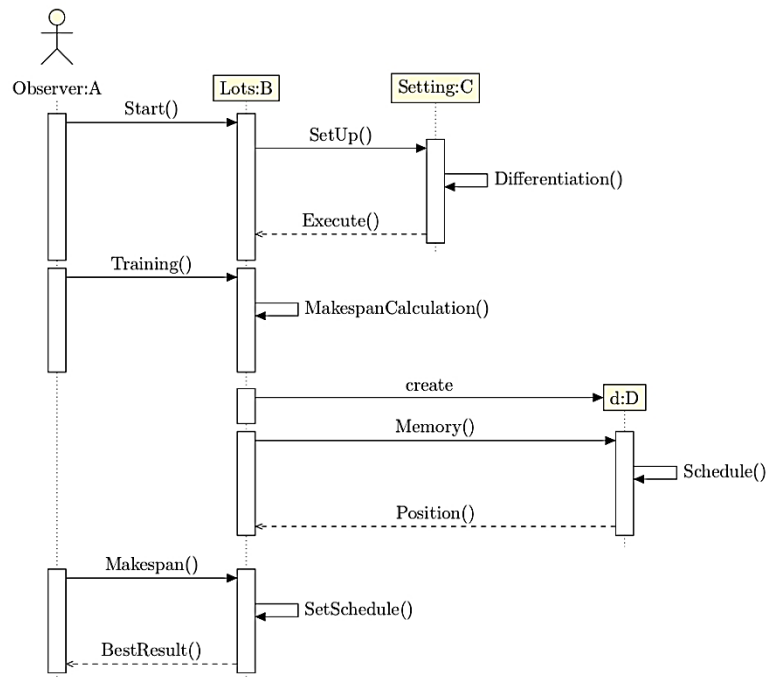 Observer:A
Lots:B
Setting:C
Start()
SetUp()
Differentiation()
Execute()
Training()
MakespanCalculation()
create
d:D
Memory()
Schedule()
Position()
Makespan()
SetSchedule()
BestResult()